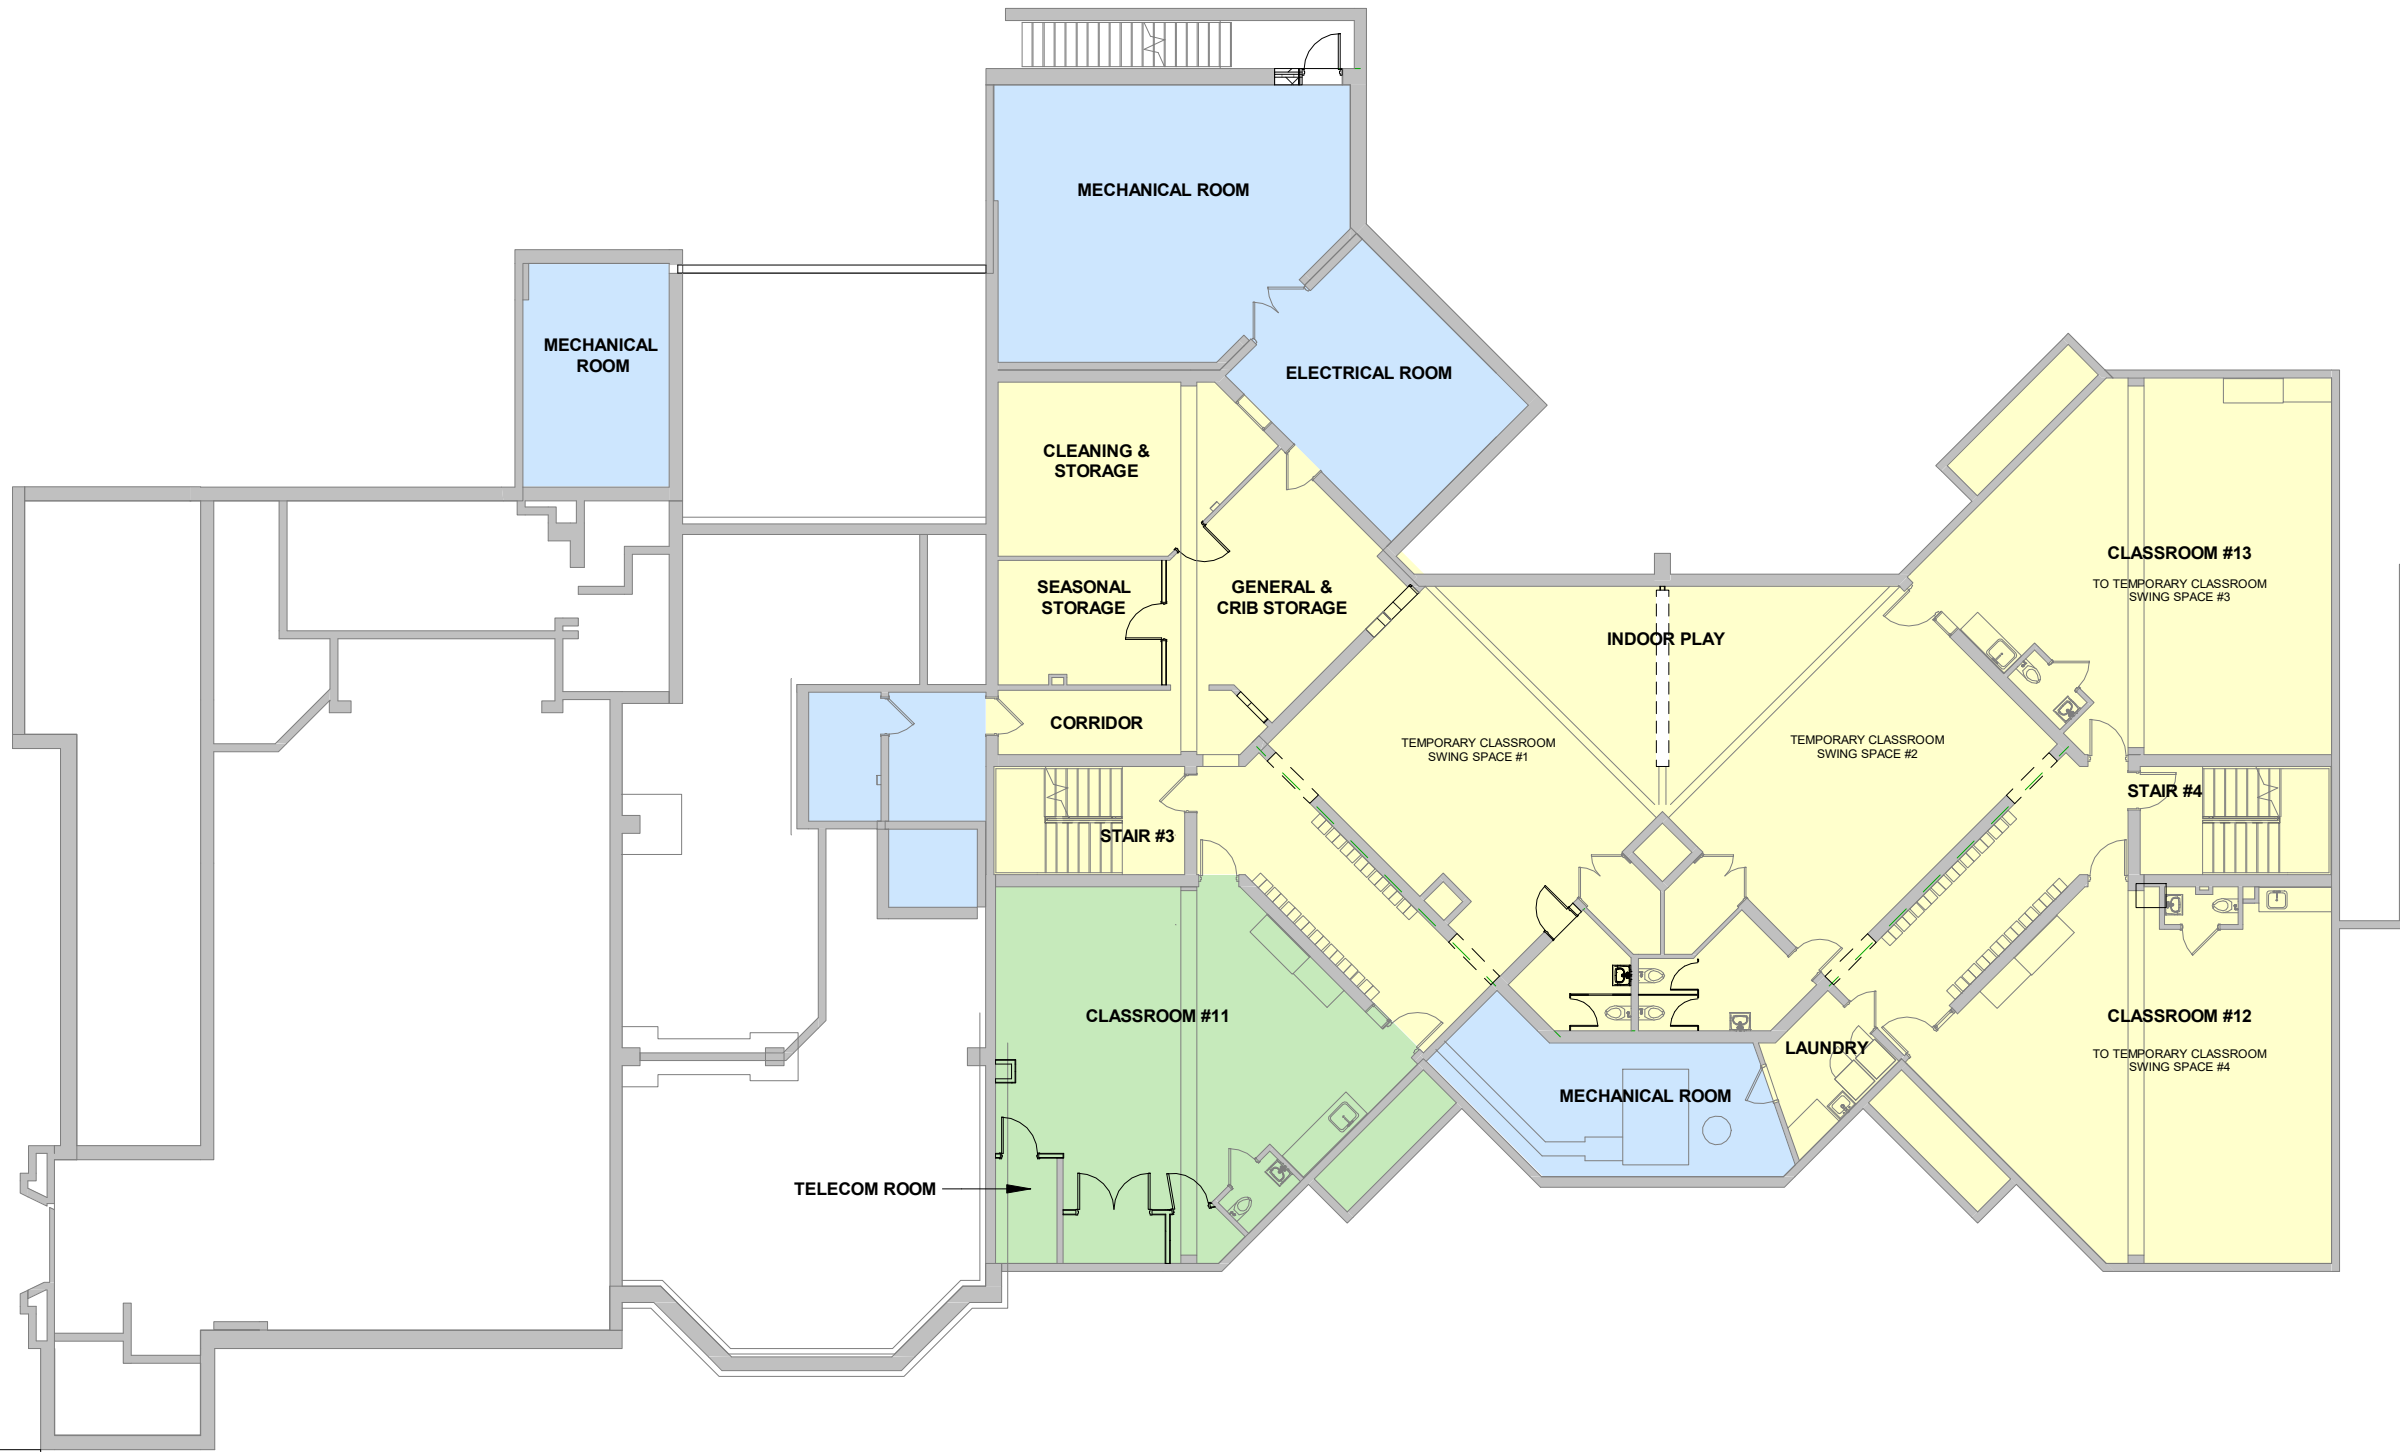 MECHANICAL ROOM
MECHANICAL
ROOM
ELECTRICAL ROOM
CLEANING &
STORAGE
SEASONAL
STORAGE
GENERAL &
CRIB STORAGE
CLASSROOM #13
TO TEMPORARY CLASSROOM
SWING SPACE #3
INDOOR PLAY
CORRIDOR
TEMPORARY CLASSROOM
SWING SPACE #1
TEMPORARY CLASSROOM
SWING SPACE #2
STAIR #4
STAIR #3
CLASSROOM #11
CLASSROOM #12
TO TEMPORARY CLASSROOM
SWING SPACE #4
LAUNDRY
MECHANICAL ROOM
TELECOM ROOM